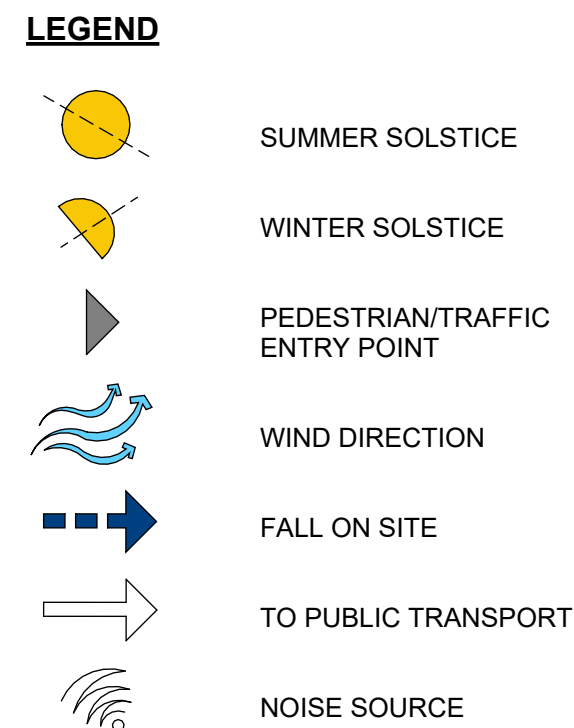 LEGEND
SUMMER SOLSTICE
WINTER SOLSTICE
PEDESTRIAN/TRAFFIC
ENTRY POINT
WIND DIRECTION
FALL ON SITE
TO PUBLIC TRANSPORT
NOISE SOURCE